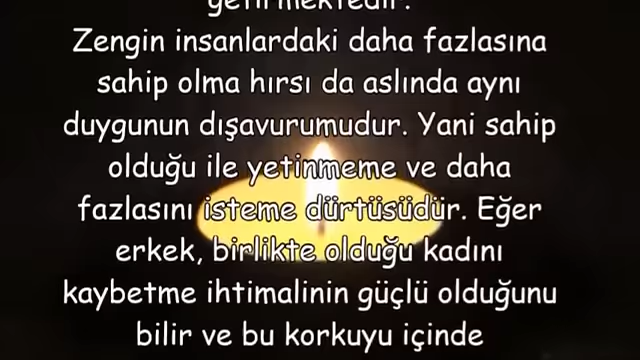 getirmektedir.
Zengin insanlardaki daha fazlasına
sahip olma hırsı da aslında aynı
duygunun dışavurumudur. Yani sahip
olduğu ile yetinmeme ve daha
fazlasını isteme dürtüsüdür. Eğer
erkek, birlikte olduğu kadını
kaybetme ihtimalinin güçlü olduğunu
bilir ve bu korkuyu içinde